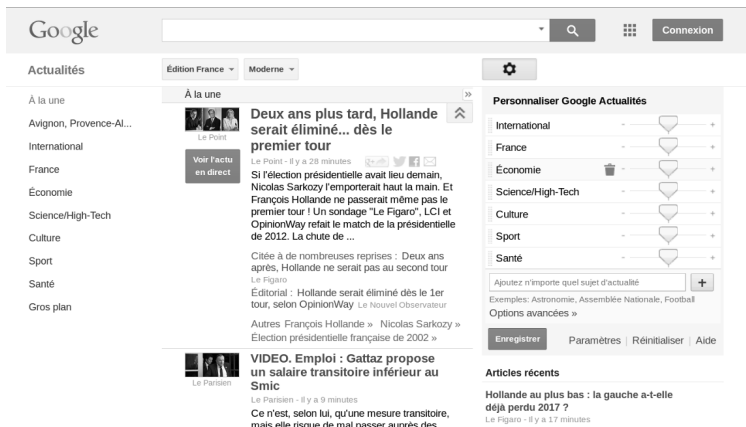 Google
Connexion
Actualités
Édition France
Moderne
À la une
Avignon, Provence-Al...
International
France
Économie
Science/High-Tech
Culture
Sport
Santé
Gros plan
À la une
»
Le Point
Voir l'actu
en direct
Deux ans plus tard, Hollande
serait éliminé... dès le
premier tour
Le Point - Il y a 26 minutes
Si l'élection présidentielle avait lieu demain,
Nicolas Sarkozy l'emporterait haut la main. Et
François Hollande ne passerait même pas le
premier tour ! Un sondage "Le Figaro", LCI et
OpinionWay refait le match de la présidentielle
de 2012. La chute de ...
Citée à de nombreuses reprises : Deux ans
après, Hollande ne serait pas au second tour
Le Figaro
Éditorial : Hollande serait éliminé dès le 1er
tour, selon OpinionWay Le Nouvel Observateur
Autres François Hollande » Nicolas Sarkozy »
Élection présidentielle française de 2002 »
Le Parisien
VIDEO. Emploi : Gattaz propose
un salaire transitoire inférieur au
Smic
Le Parisien - Il y a 9 minutes
Ce n'est, selon lui, qu'une mesure transitoire,
mais elle risque de mal passer auprès des
Personnaliser Google Actualités
International - +
France - +
Économie - +
Science/High-Tech - +
Culture - +
Sport - +
Santé - +
Ajoutez n'importe quel sujet d'actualité +
Exemples: Astronomie, Assemblée Nationale, Football
Options avancées »
Enregistrer Paramètres | Réinitialiser | Aide
Articles récents
Hollande au plus bas : la gauche a-t-elle
déjà perdu 2017 ?
Le Figaro - Il y a 17 minutes